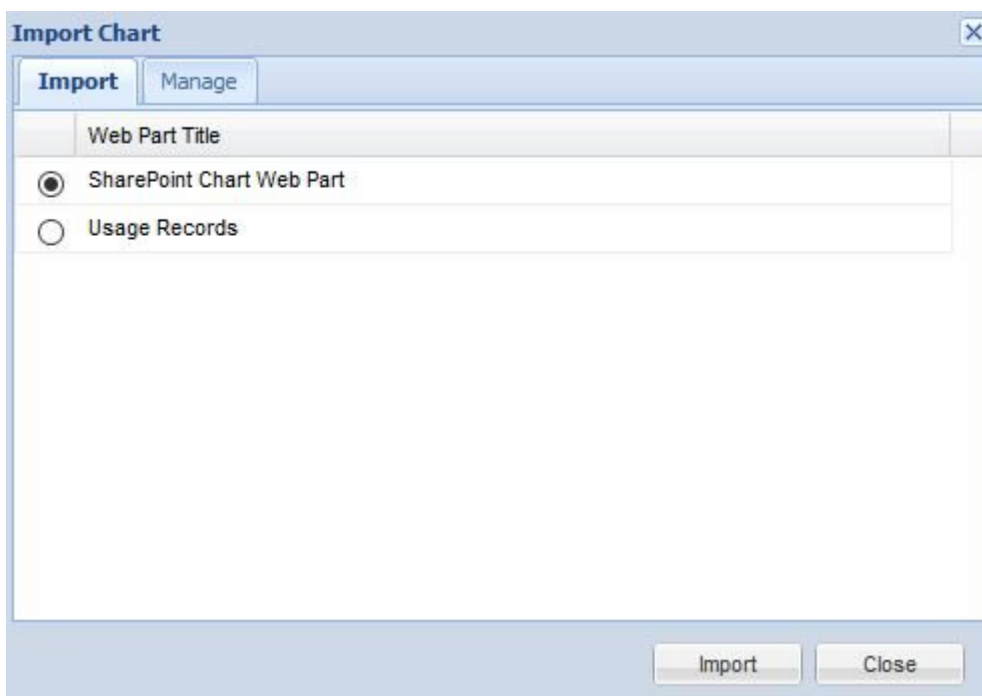 Import Chart
Import Manage
Web Part Title
SharePoint Chart Web Part
Usage Records
Import Close